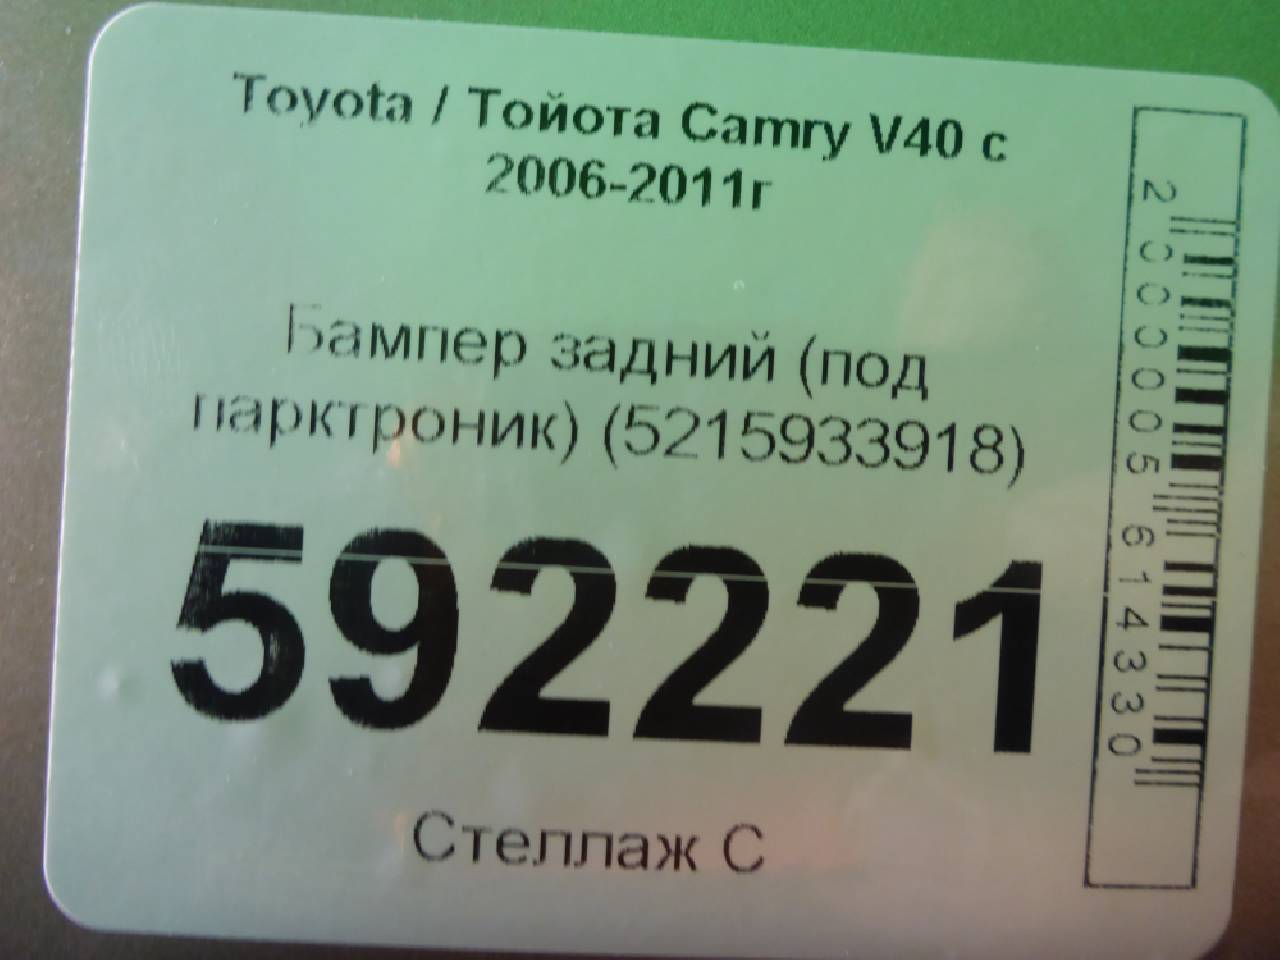 Toyota / Тойота Camry V40 с
2006-2011г
Бампер задний (под
парктроник) (5215933918)
592221
Стеллаж С
2000005614330